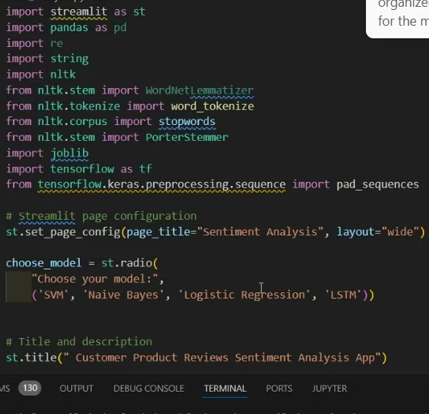 organize
for the m
import streamlit as st
import pandas as pd
import re
import string
import nltk
from nltk.stem import WordNetLemmatizer
from nltk.tokenize import word_tokenize
from nltk.corpus import stopwords
from nltk.stem import PorterStemmer
import joblib
import tensorflow as tf
from tensorflow.keras.preprocessing.sequence import pad_sequences
# Streamlit page configuration
st.set_page_config(page_title="Sentiment Analysis", layout="wide")
choose_model = st.radio(
"Choose your model:",
('SVM', 'Naive Bayes', 'Logistic Regression', 'LSTM'))
# Title and description
st.title(" Customer Product Reviews Sentiment Analysis App")
MS 130 OUTPUT DEBUG CONSOLE TERMINAL PORTS JUPYTER